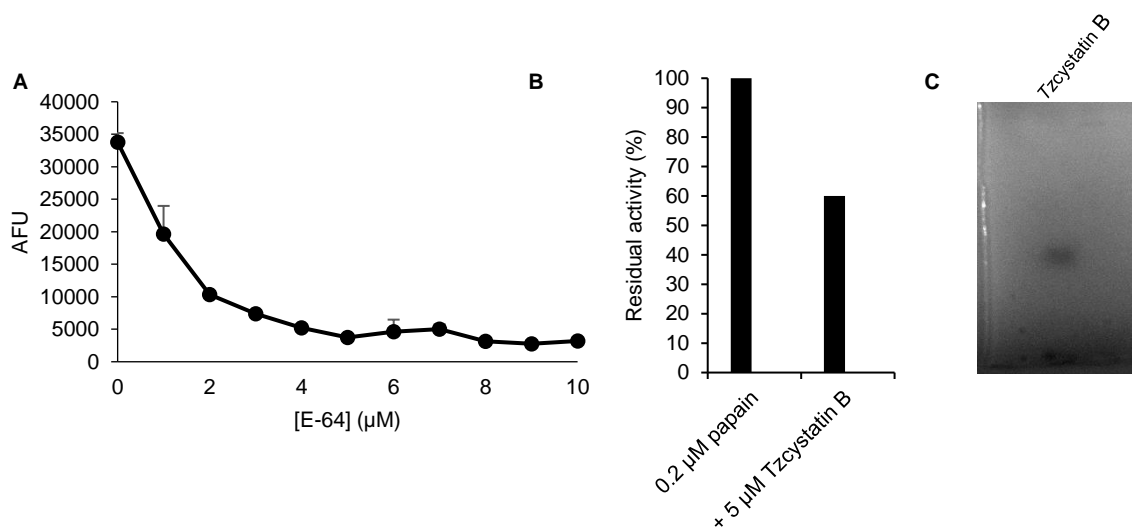 A
AFU
40000
35000
30000
25000
20000
15000
10000
5000
0
0 2 4 6 8 10
[E-64] (µM)
B
Residual activity (%)
100
90
80
70
60
50
40
30
20
10
0
0.2 µM papain
+ 5 µM Tzcystatin B
C
Tzcystatin B